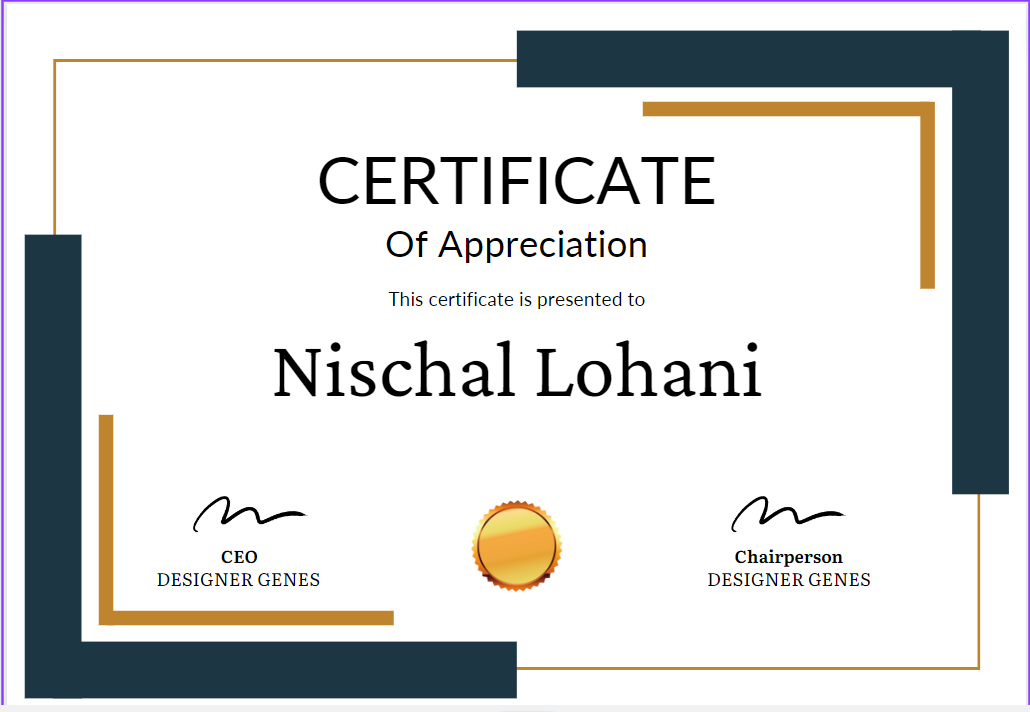 CERTIFICATE
Of Appreciation
This certificate is presented to
Nischal Lohani
CEO
DESIGNER GENES
Chairperson
DESIGNER GENES